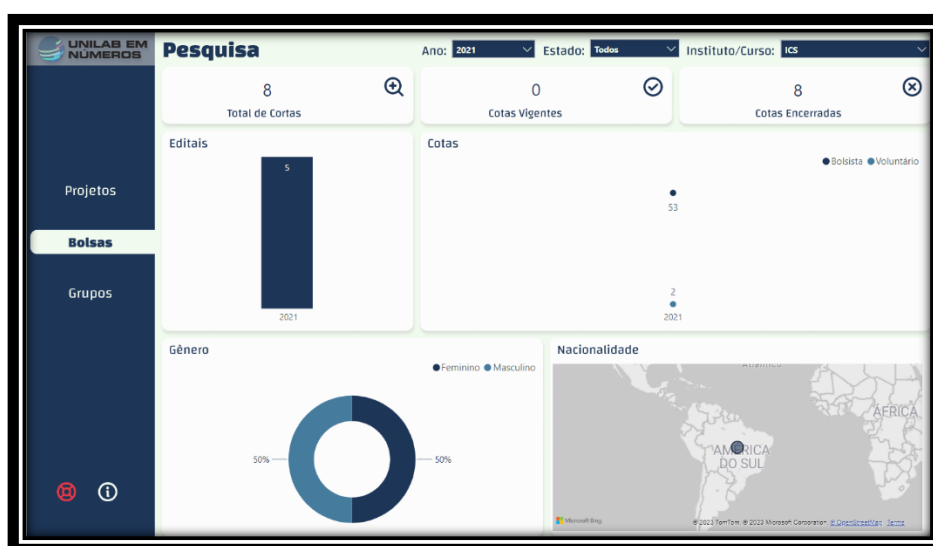 UNILAB EM
NÚMEROS
Pesquisa
Ano: 2021
Estado: Todos
Instituto/Curso: ICS
8
Total de Cortas
0
Cotas Vigentes
8
Cotas Encerradas
Projetos
Bolsas
Grupos
Editais
5
2021
Cotas
Bolsista Voluntário
53
2
2021
Gênero
Feminino Masculino
50%
50%
Nacionalidade
Atlântico
ÁFRICA
AMÉRICA
DO SUL
Microsoft Bing
© 2023 TomTom, © 2023 Microsoft Corporation, © OpenStreetMap Terms